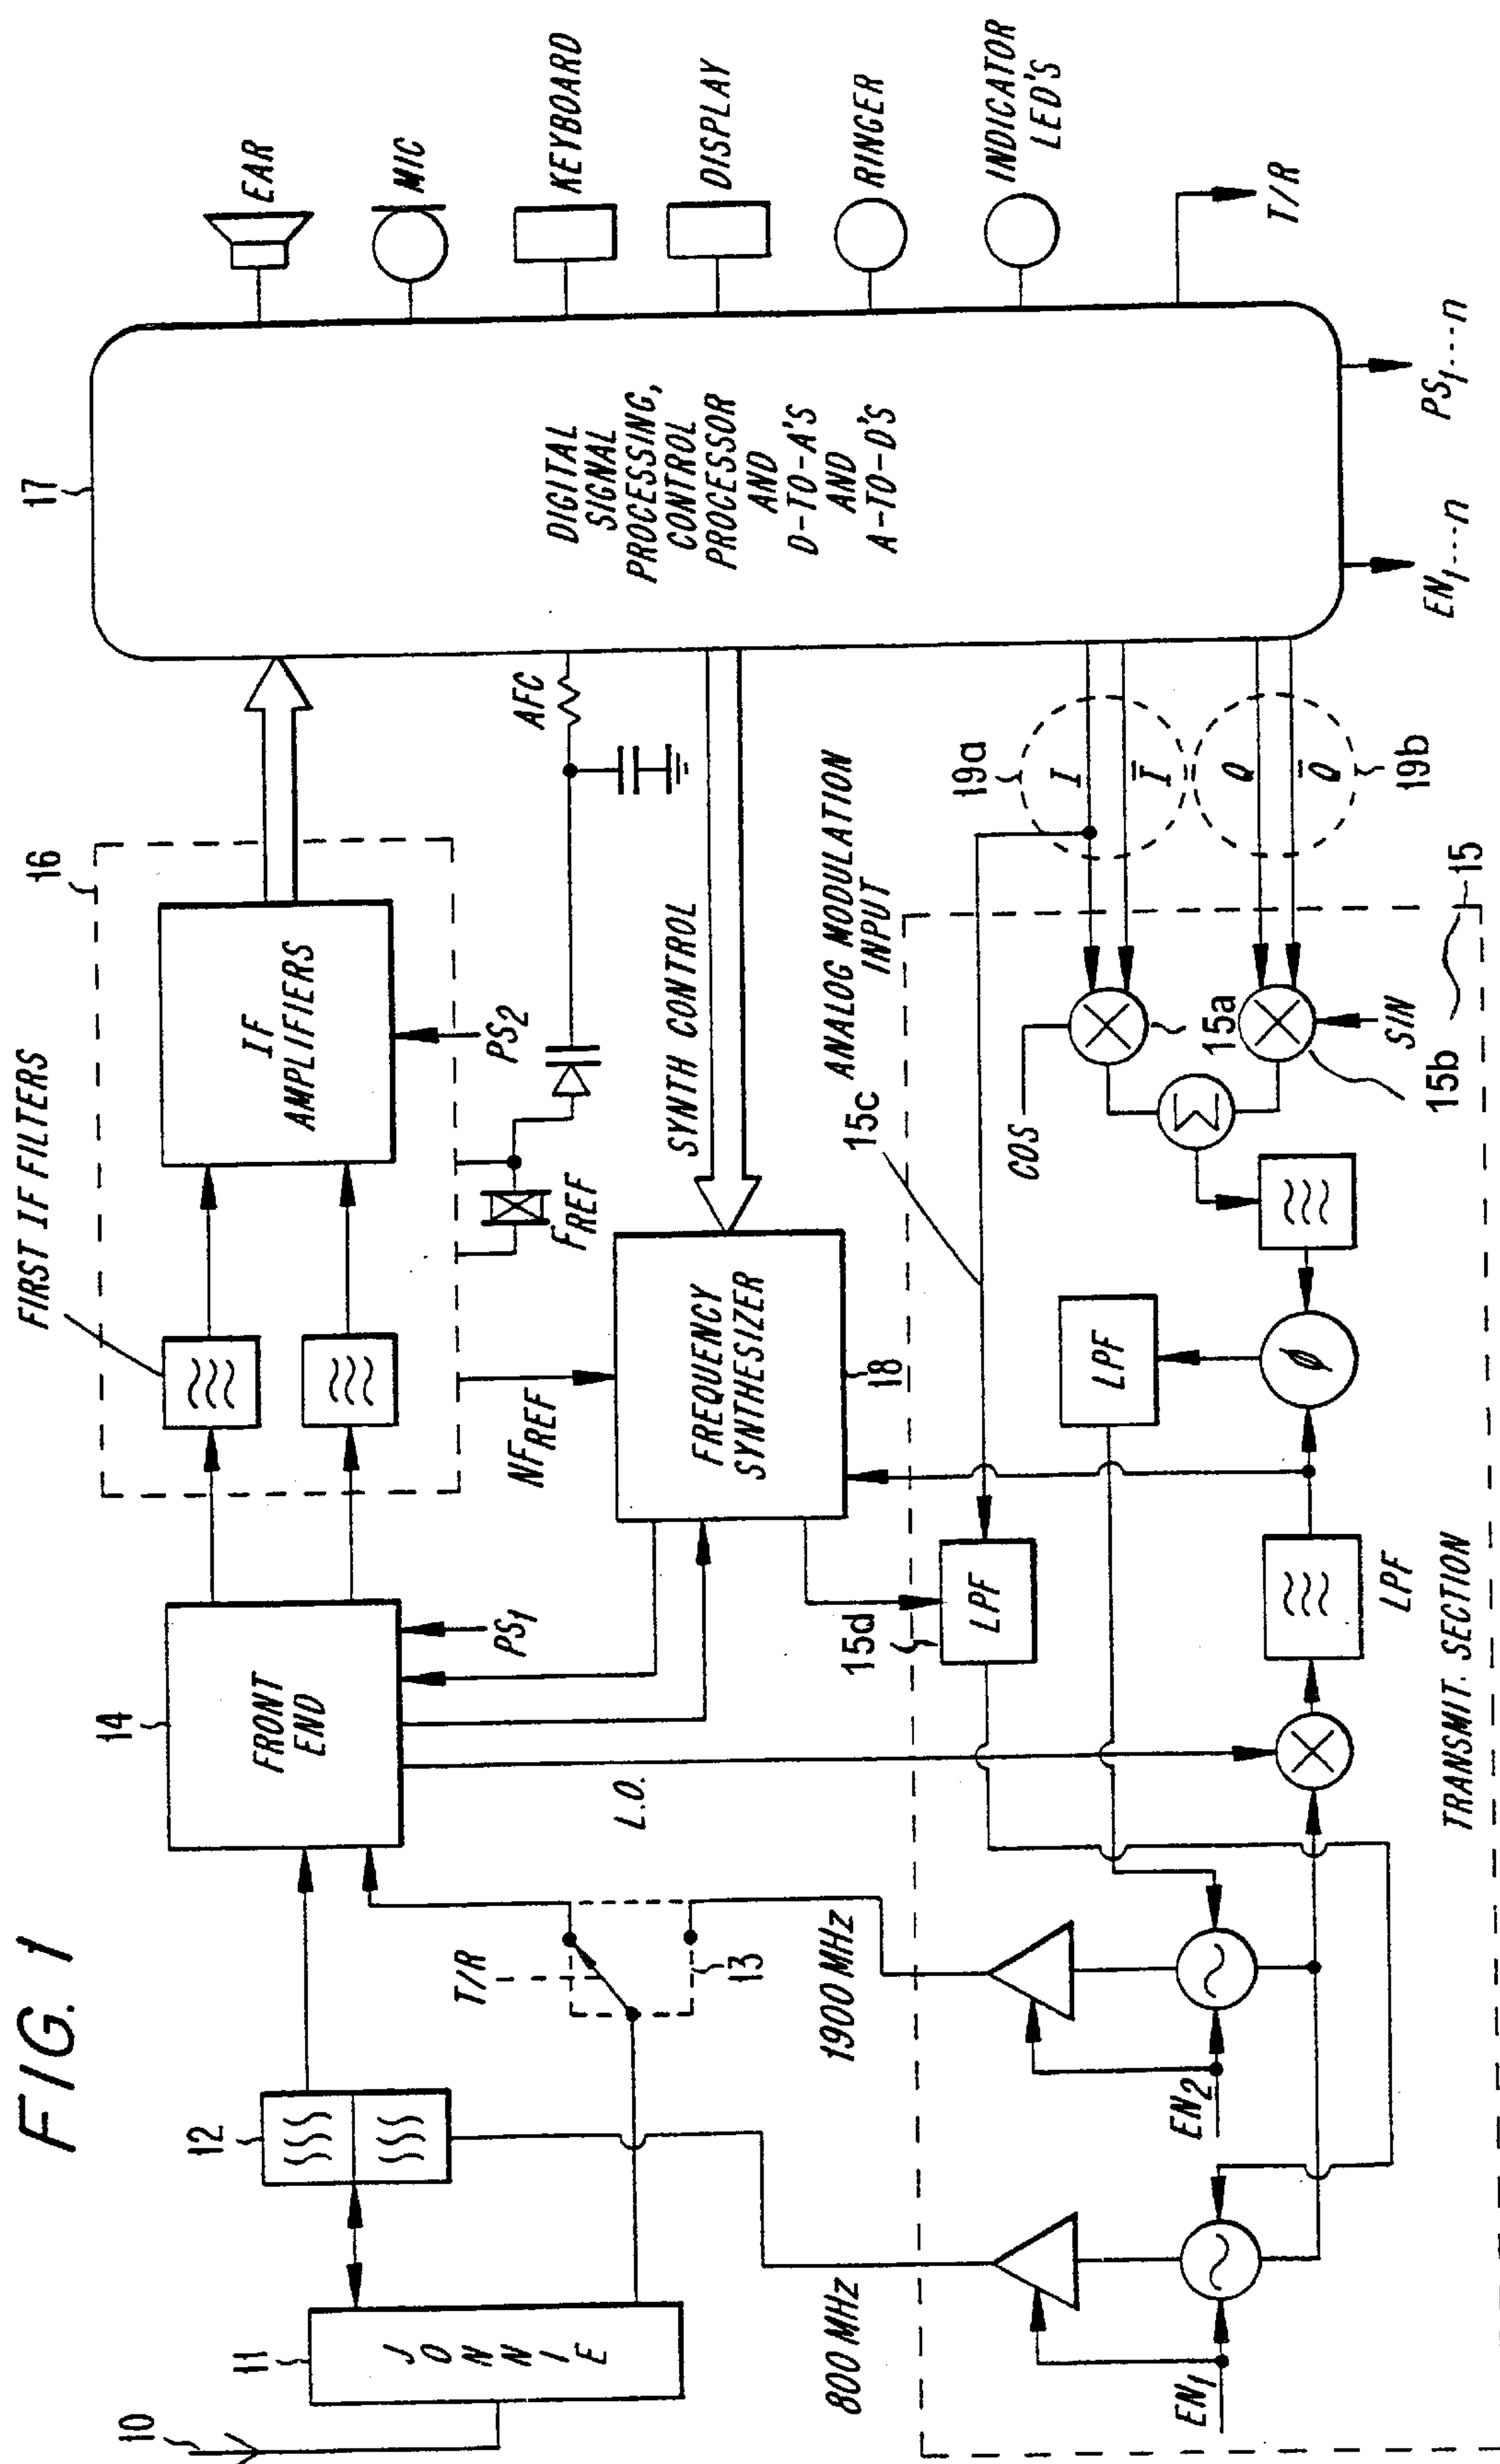 FIG. 1
10
11
JONNIE
12
T/R
13
14
FRONT
END
PS1
L.O.
FIRST IF FILTERS
16
IF
AMPLIFIERS
PS2
NFREF
FREF
AFC
FREQUENCY
SYNTHESIZER
18
SYNTH CONTROL
17
DIGITAL
SIGNAL
PROCESSING,
CONTROL
PROCESSOR
AND
D-TO-A'S
AND
A-TO-D'S
EAR
MIC
KEYBOARD
DISPLAY
RINGER
INDICATOR
LED'S
T/R
EN1----n
PS1----n
800 MHz
1900 MHz
EN1
EN2
15d
LPF
15c
ANALOG MODULATION
INPUT
LPF
COS
Σ
15a
15b
SIN
19a
I
I̅
Q
Q̅
19b
15
ϕ
LPF
TRANSMIT. SECTION